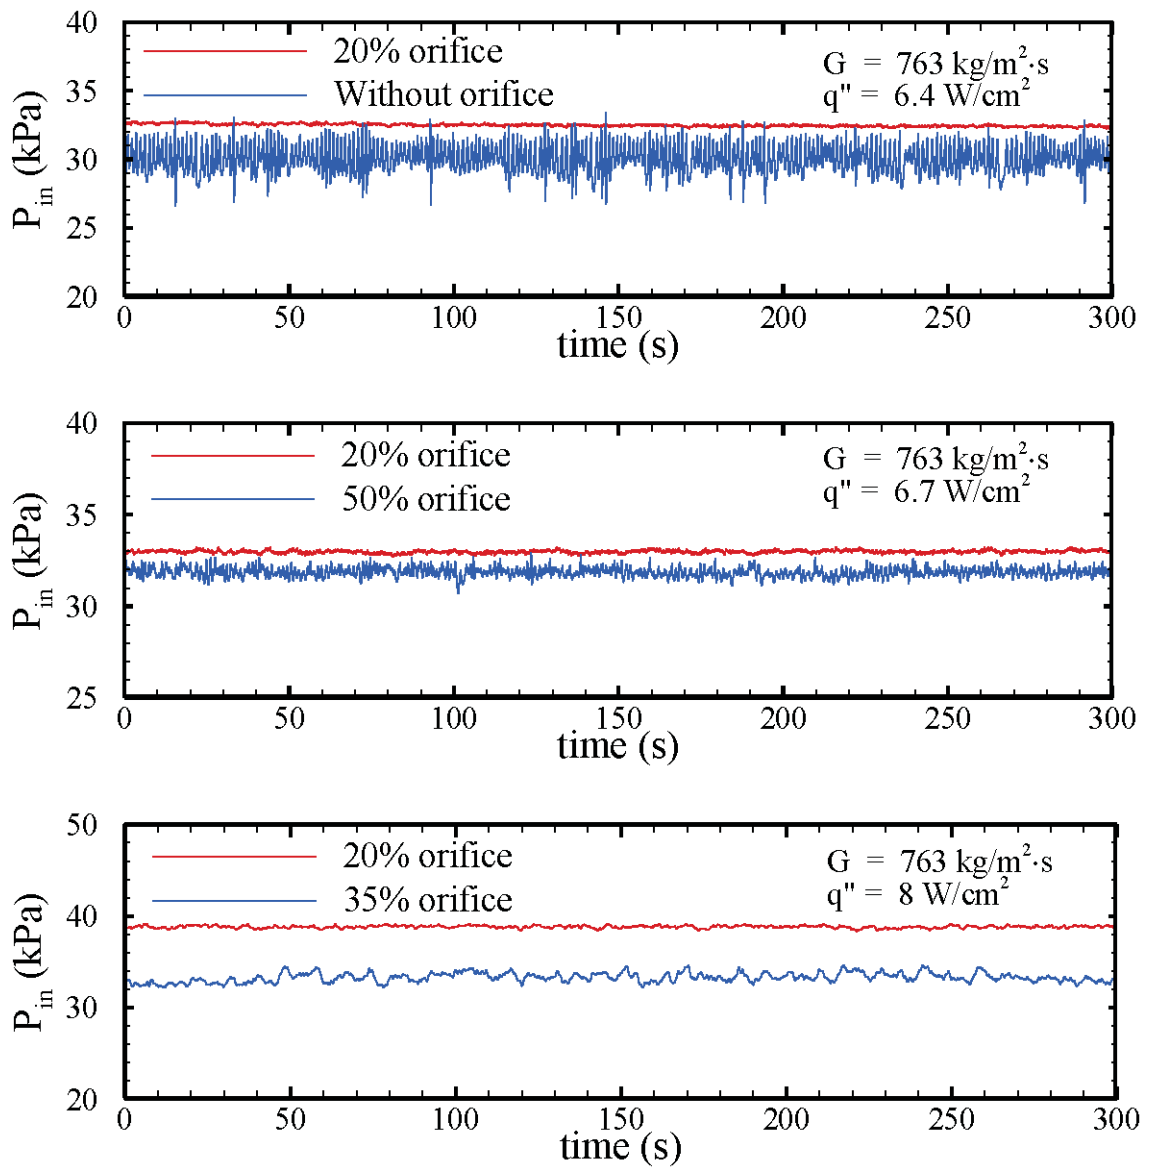 40
35
30
25
20
P_in (kPa)
20% orifice
Without orifice
G = 763 kg/m²·s
q" = 6.4 W/cm²
0 50 100 150 200 250 300
time (s)
40
35
30
25
P_in (kPa)
20% orifice
50% orifice
G = 763 kg/m²·s
q" = 6.7 W/cm²
0 50 100 150 200 250 300
time (s)
50
40
30
20
P_in (kPa)
20% orifice
35% orifice
G = 763 kg/m²·s
q" = 8 W/cm²
0 50 100 150 200 250 300
time (s)